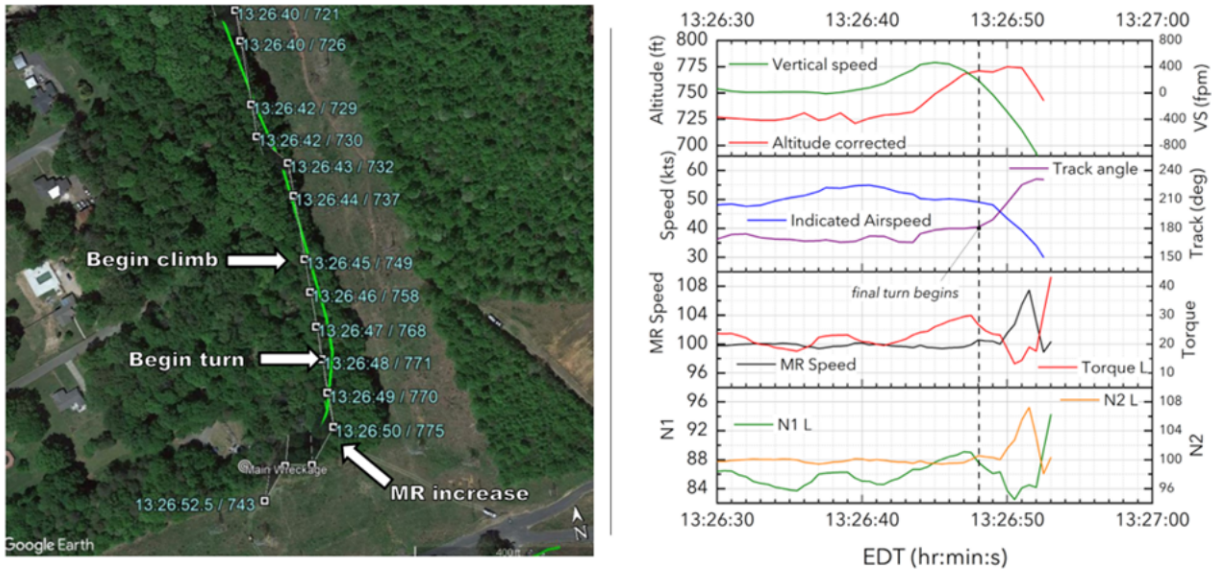 13:26:40 / 721
13:26:40 / 726
13:26:42 / 729
13:26:42 / 730
13:26:43 / 732
13:26:44 / 737
Begin climb
13:26:45 / 749
13:26:46 / 758
13:26:47 / 768
Begin turn
13:26:48 / 771
13:26:49 / 770
13:26:50 / 775
Main Wreckage
MR increase
13:26:52.5 / 743
N
Google Earth
400 ft
13:26:30 13:26:40 13:26:50 13:27:00
Altitude (ft)
800
775
750
725
700
Vertical speed
Altitude corrected
800
400
0
-400
-800
VS (fpm)
Speed (kts)
60
50
40
30
Track angle
Indicated Airspeed
240
210
180
150
Track (deg)
MR Speed
108
104
100
96
final turn begins
MR Speed
Torque L
40
30
20
10
Torque
N1
96
92
88
84
N2 L
N1 L
108
104
100
96
N2
13:26:30 13:26:40 13:26:50 13:27:00
EDT (hr:min:s)